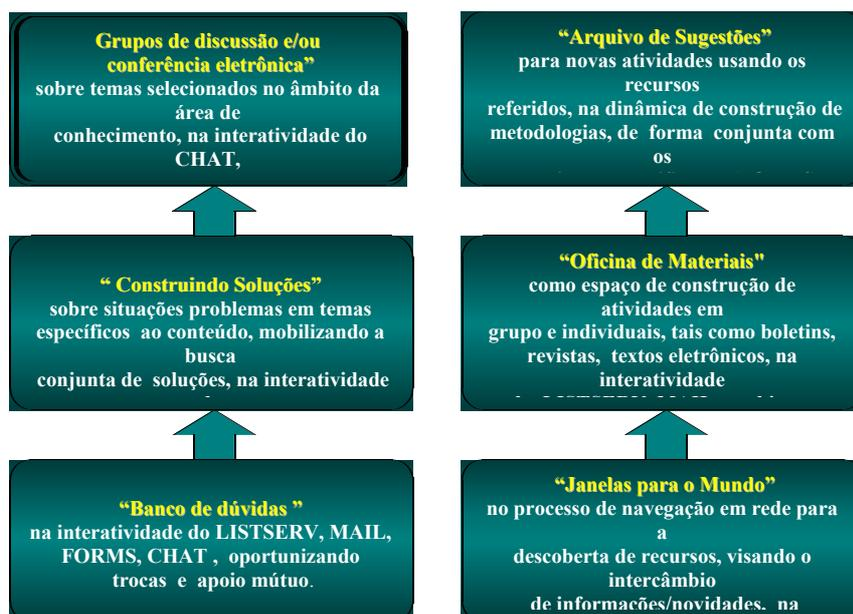 Grupos de discussão e/ou
conferência eletrônica”
sobre temas selecionados no âmbito da
área de
conhecimento, na interatividade do
CHAT,
“Arquivo de Sugestões”
para novas atividades usando os
recursos
referidos, na dinâmica de construção de
metodologias, de forma conjunta com
os
“ Construindo Soluções”
sobre situações problemas em temas
específicos ao conteúdo, mobilizando a
busca
conjunta de soluções, na interatividade
“Oficina de Materiais"
como espaço de construção de
atividades em
grupo e individuais, tais como boletins,
revistas, textos eletrônicos, na
interatividade
“Banco de dúvidas ”
na interatividade do LISTSERV, MAIL,
FORMS, CHAT , oportunizando
trocas e apoio mútuo.
“Janelas para o Mundo”
no processo de navegação em rede para
a
descoberta de recursos, visando o
intercâmbio
de informações/novidades, na